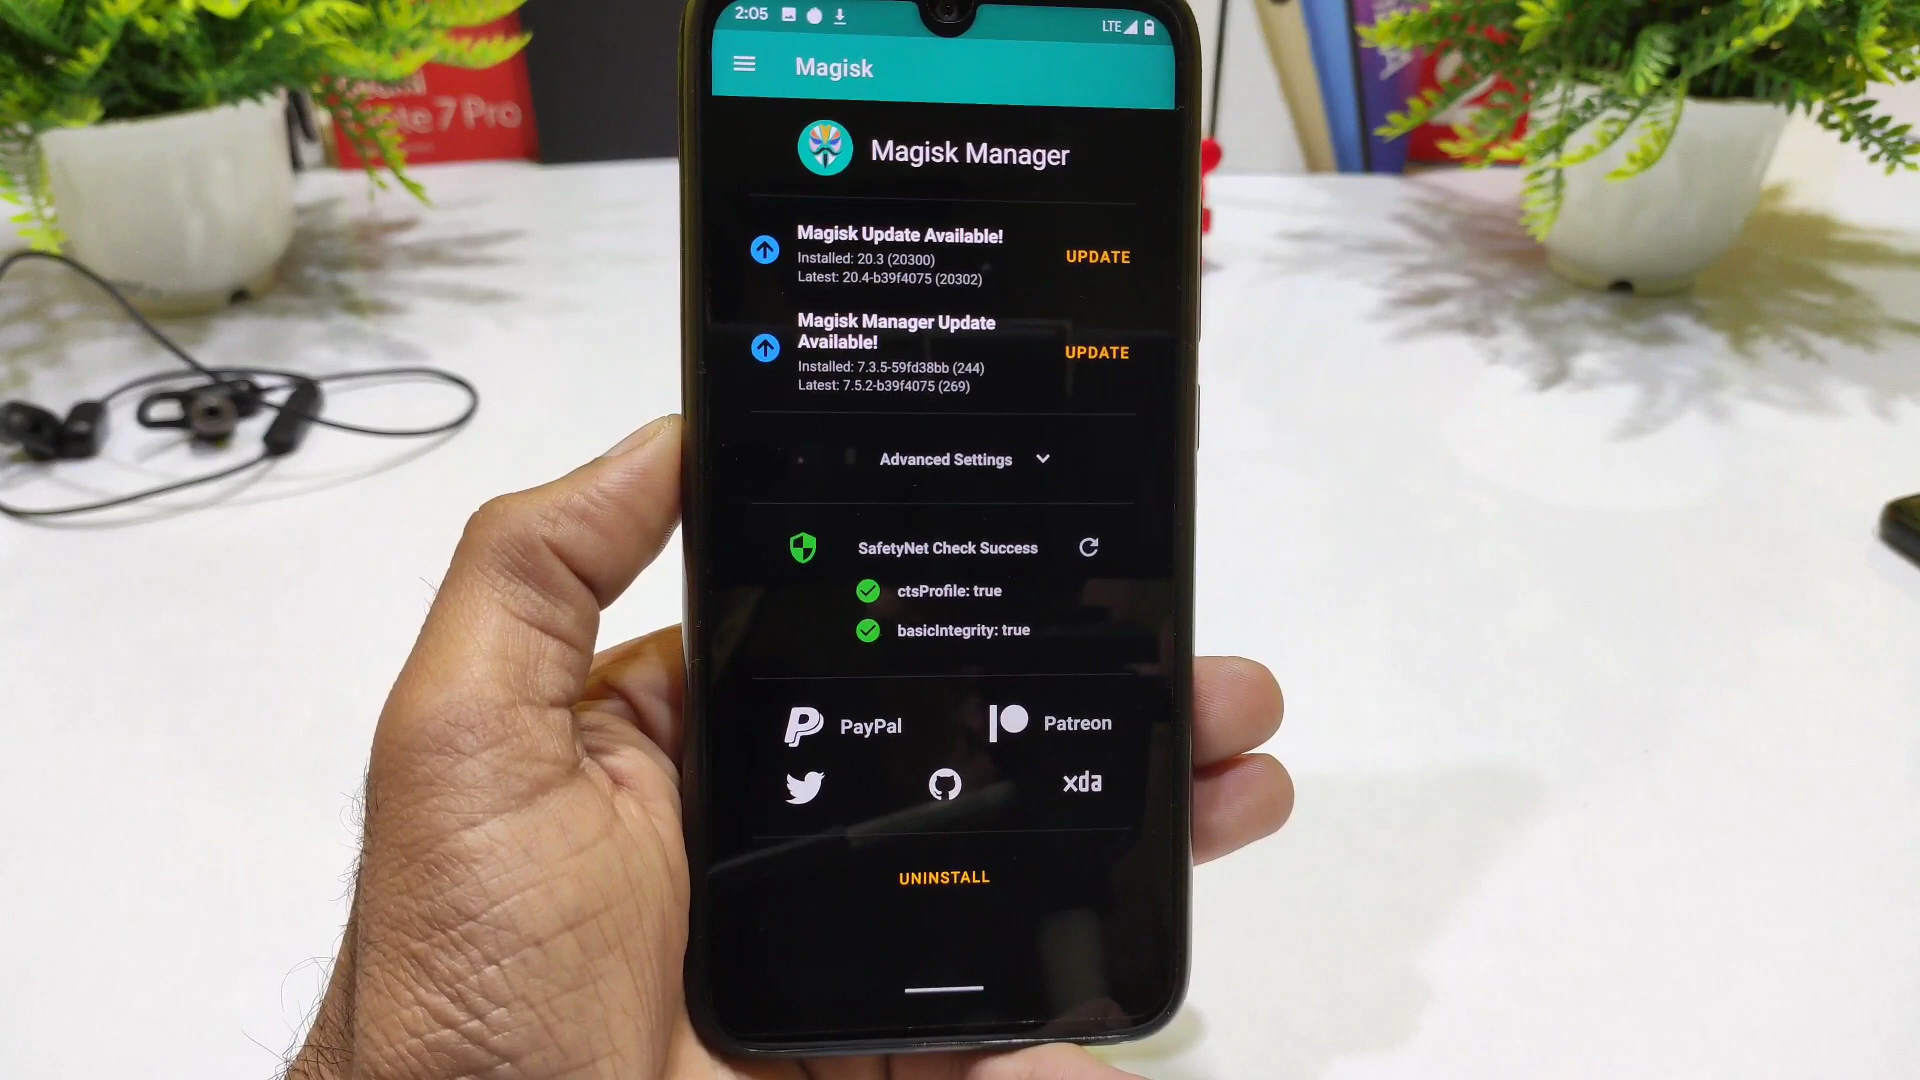 2:05
LTE
Magisk
7 Pro
Magisk Manager
Magisk Update Available!
Installed: 20.3 (20300)
Latest: 20.4-b39f4075 (20302)
UPDATE
Magisk Manager Update
Available!
Installed: 7.3.5-59fd38bb (244)
Latest: 7.5.2-b39f4075 (269)
UPDATE
Advanced Settings
SafetyNet Check Success
ctsProfile: true
basicIntegrity: true
PayPal
Patreon
xda
UNINSTALL